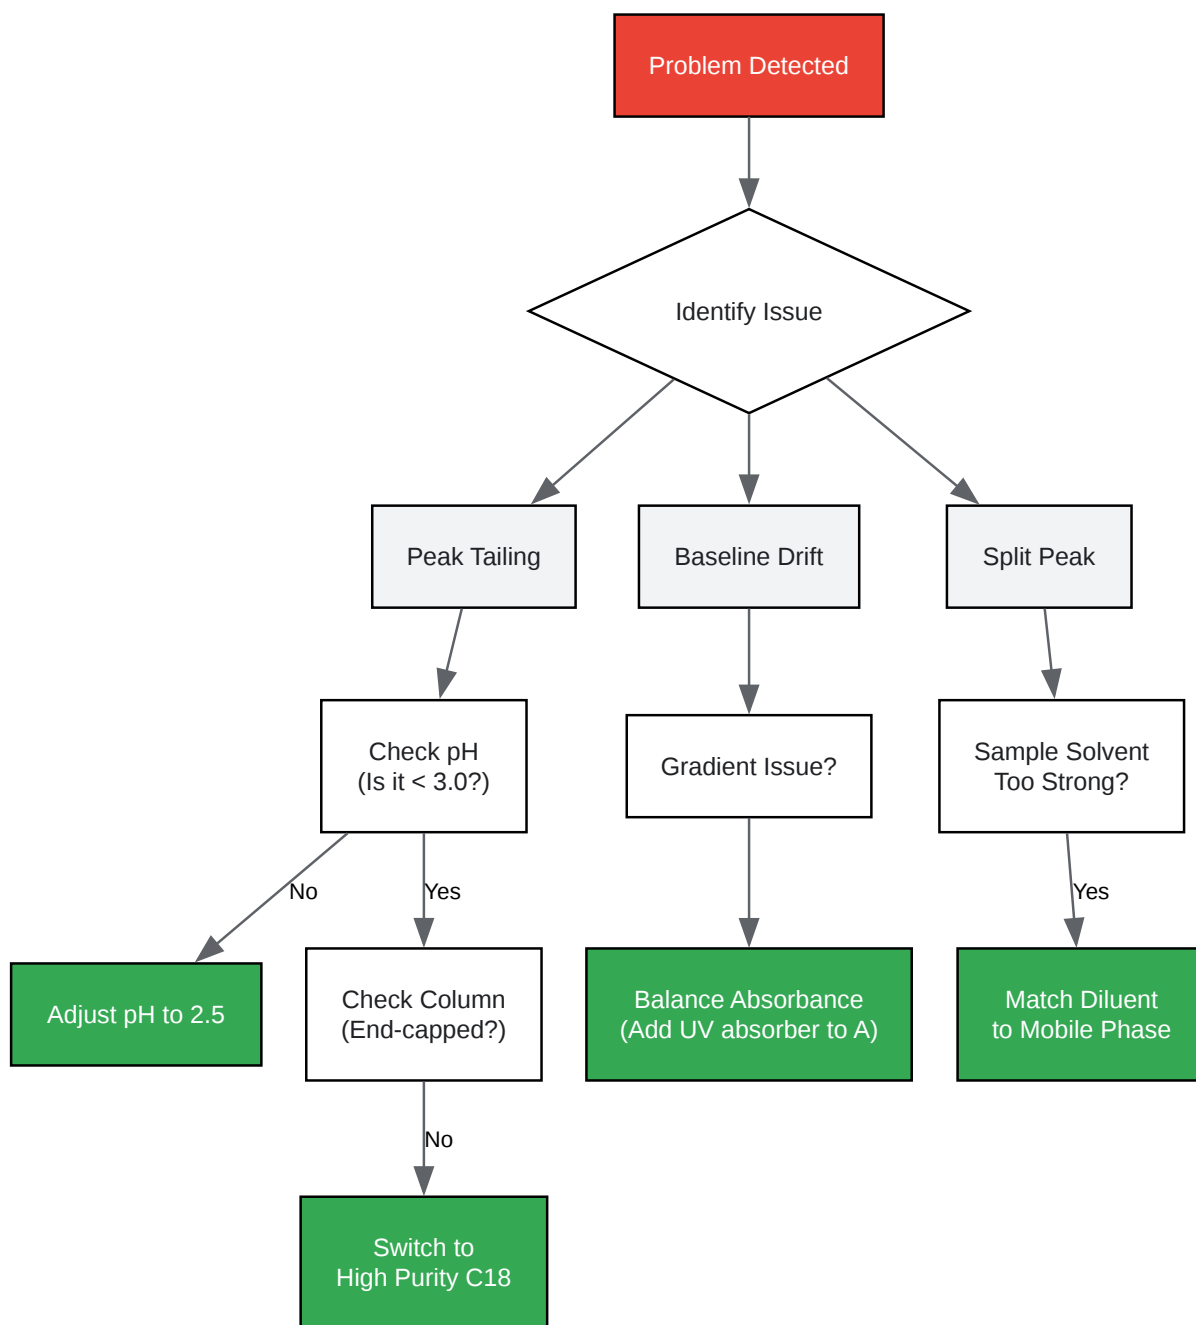 Problem Detected
Identify Issue
Peak Tailing
Baseline Drift
Split Peak
Check pH
(Is it < 3.0?)
Gradient Issue?
Sample Solvent
Too Strong?
No
Yes
Yes
Adjust pH to 2.5
Check Column
(End-capped?)
Balance Absorbance
(Add UV absorber to A)
Match Diluent
to Mobile Phase
No
Switch to
High Purity C18